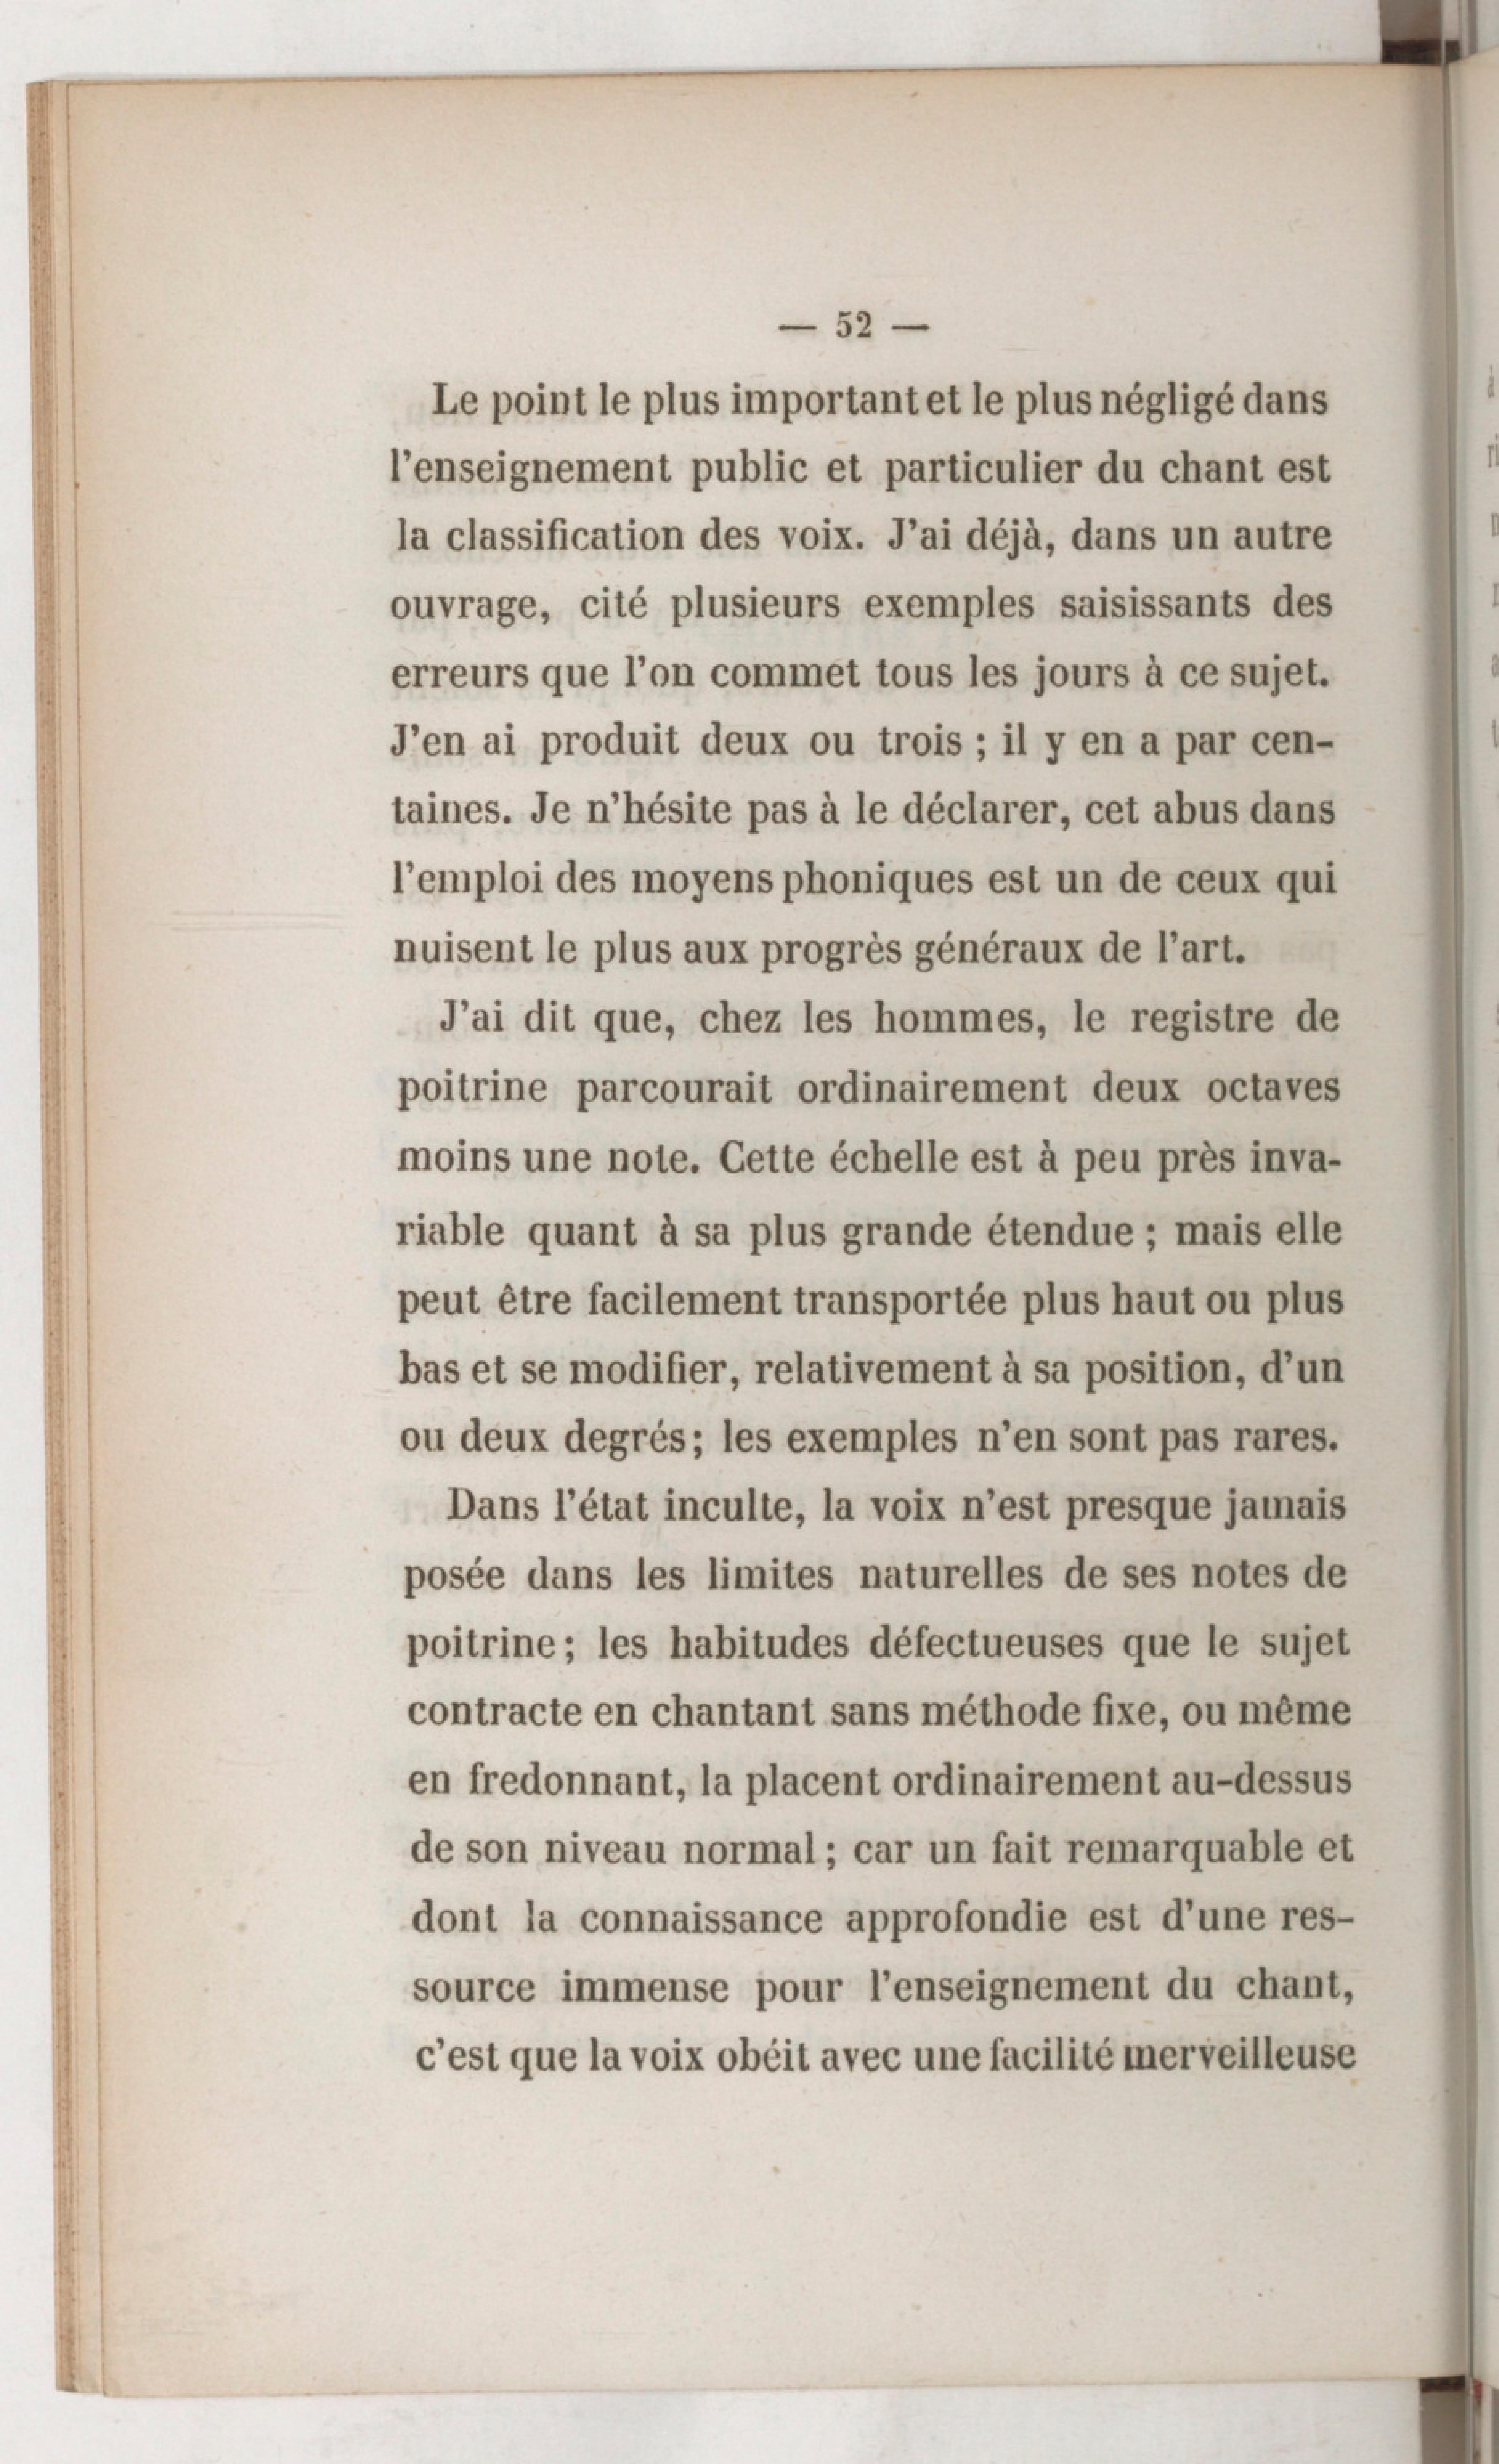 — 52 —
Le point le plus important et le plus négligé dans
l'enseignement public et particulier du chant est
la classification des voix. J'ai déjà, dans un autre
ouvrage, cité plusieurs exemples saisissants des
erreurs que l'on commet tous les jours à ce sujet.
J'en ai produit deux ou trois ; il y en a par cen-
taines. Je n'hésite pas à le déclarer, cet abus dans
l'emploi des moyens phoniques est un de ceux qui
nuisent le plus aux progrès généraux de l'art.
J'ai dit que, chez les hommes, le registre de
poitrine parcourait ordinairement deux octaves
moins une note. Cette échelle est à peu près inva-
riable quant à sa plus grande étendue ; mais elle
peut être facilement transportée plus haut ou plus
bas et se modifier, relativement à sa position, d'un
ou deux degrés; les exemples n'en sont pas rares.
Dans l'état inculte, la voix n'est presque jamais
posée dans les limites naturelles de ses notes de
poitrine; les habitudes défectueuses que le sujet
contracte en chantant sans méthode fixe, ou même
en fredonnant, la placent ordinairement au-dessus
de son niveau normal ; car un fait remarquable et
dont la connaissance approfondie est d'une res-
source immense pour l'enseignement du chant,
c'est que la voix obéit avec une facilité merveilleuse